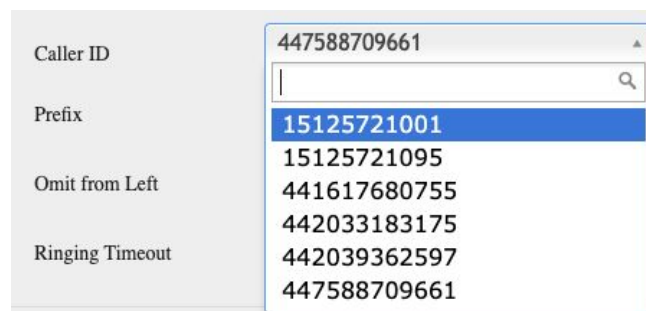 Caller ID
447588709661
Prefix
15125721001
15125721095
Omit from Left
441617680755
442033183175
Ringing Timeout
442039362597
447588709661